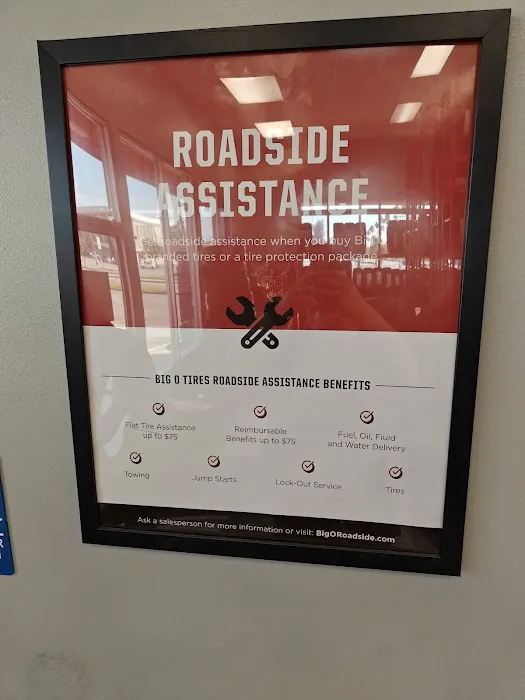 ROADSIDE
ASSISTANCE
Get roadside assistance when you buy Big O
branded tires or a tire protection package
BIG O TIRES ROADSIDE ASSISTANCE BENEFITS
Flat Tire Assistance
up to $75
Reimbursable
Benefits up to $75
Fuel, Oil, Fluid
and Water Delivery
Towing
Jump Starts
Lock-Out Service
Tires
Ask a salesperson for more information or visit: BigORoadside.com